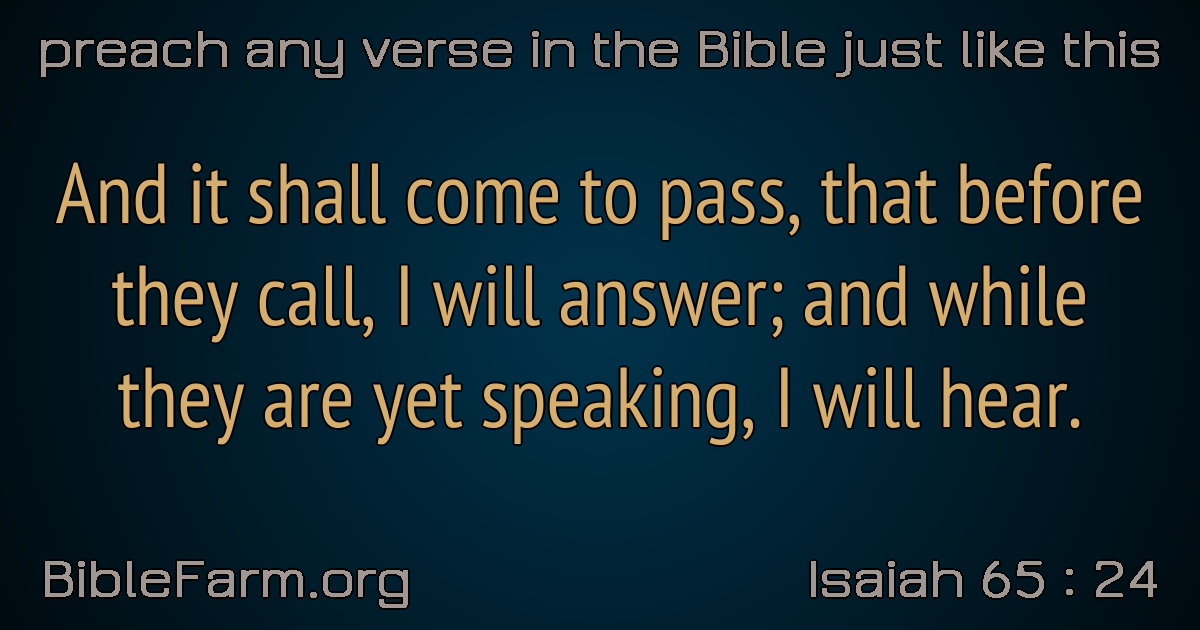 preach any verse in the Bible just like this
And it shall come to pass, that before
they call, I will answer; and while
they are yet speaking, I will hear.
BibleFarm.org
Isaiah 65 : 24